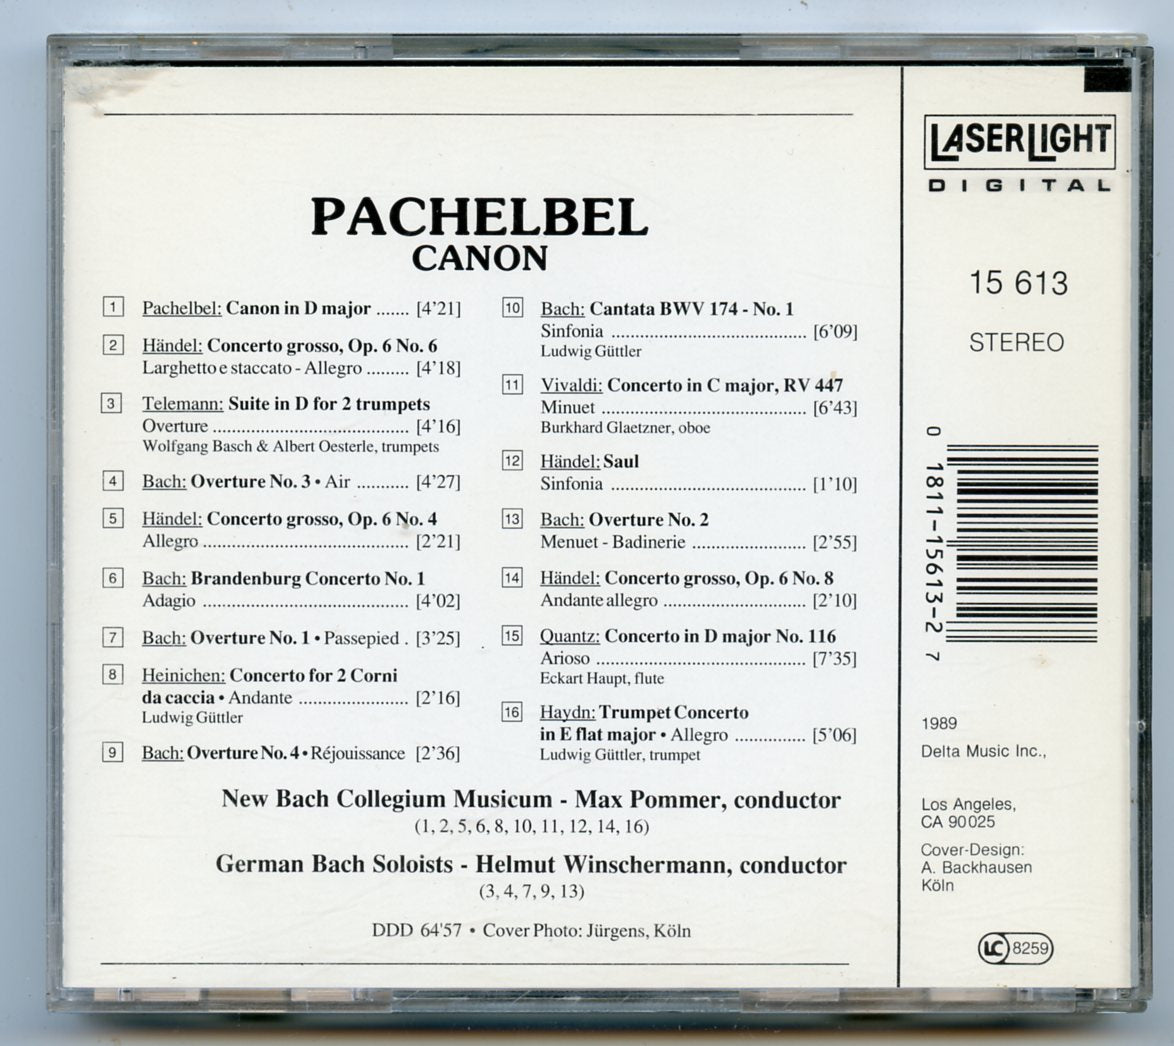 PACHELBEL
CANON
1 Pachelbel: Canon in D major ....... [4'21]
2 Händel: Concerto grosso, Op. 6 No. 6
Larghetto e staccato - Allegro ......... [4'18]
3 Telemann: Suite in D for 2 trumpets
Overture ........................................ [4'16]
Wolfgang Basch & Albert Oesterle, trumpets
4 Bach: Overture No. 3 • Air .......... [4'27]
5 Händel: Concerto grosso, Op. 6 No. 4
Allegro .......................................... [2'21]
6 Bach: Brandenburg Concerto No. 1
Adagio .......................................... [4'02]
7 Bach: Overture No. 1 • Passepied . [3'25]
8 Heinichen: Concerto for 2 Corni
da caccia • Andante ...................... [2'16]
Ludwig Güttler
9 Bach: Overture No. 4 • Réjouissance [2'36]
10 Bach: Cantata BWV 174 - No. 1
Sinfonia ........................................ [6'09]
Ludwig Güttler
11 Vivaldi: Concerto in C major, RV 447
Minuet .......................................... [6'43]
Burkhard Glaetzner, oboe
12 Händel: Saul
Sinfonia ........................................ [1'10]
13 Bach: Overture No. 2
Menuet - Badinerie ....................... [2'55]
14 Händel: Concerto grosso, Op. 6 No. 8
Andante allegro ............................. [2'10]
15 Quantz: Concerto in D major No. 116
Arioso ........................................... [7'35]
Eckart Haupt, flute
16 Haydn: Trumpet Concerto
in E flat major • Allegro .............. [5'06]
Ludwig Güttler, trumpet
New Bach Collegium Musicum - Max Pommer, conductor
(1, 2, 5, 6, 8, 10, 11, 12, 14, 16)
German Bach Soloists - Helmut Winschermann, conductor
(3, 4, 7, 9, 13)
DDD 64'57 • Cover Photo: Jürgens, Köln
LASERLIGHT
DIGITAL
15 613
STEREO
0 1811-15613-2 7
1989
Delta Music Inc.,
Los Angeles,
CA 90025
Cover-Design:
A. Backhausen
Köln
LC 8259